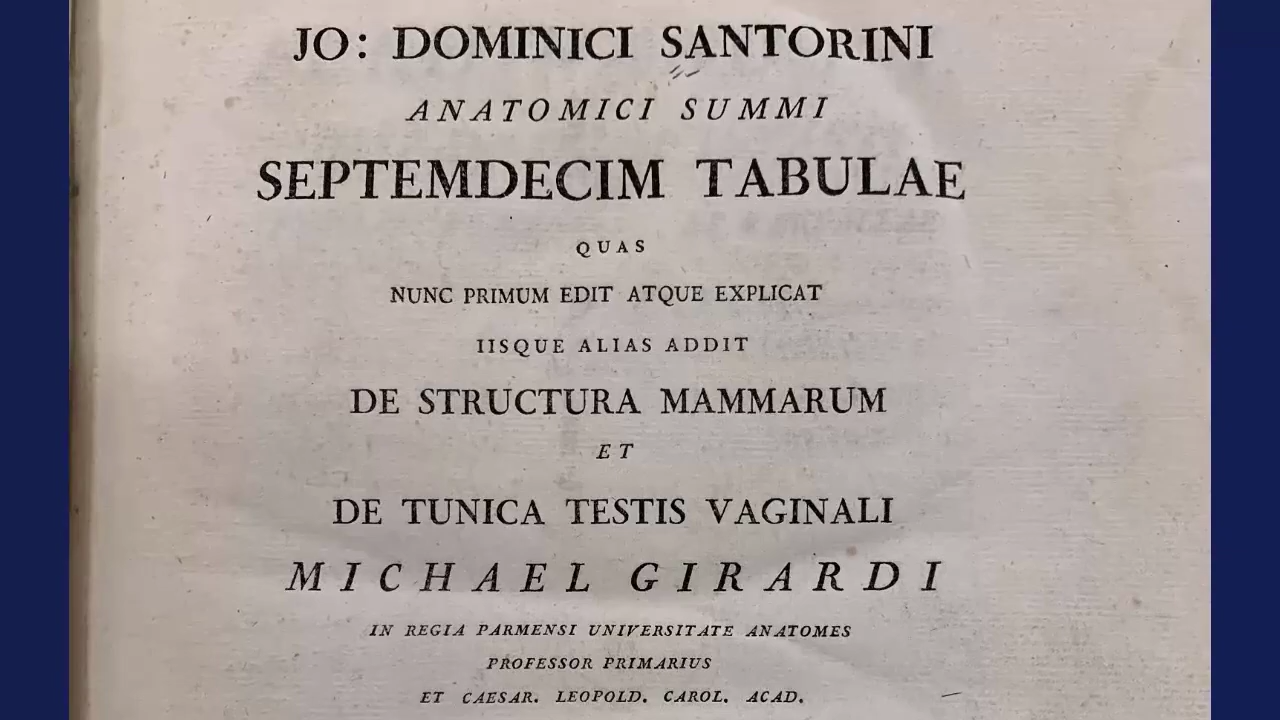 JO: DOMINICI SANTORINI
ANATOMICI SUMMI
SEPTEMDECIM TABULAE
QUAS
NUNC PRIMUM EDIT ATQUE EXPLICAT
IISQUE ALIAS ADDIT
DE STRUCTURA MAMMARUM
ET
DE TUNICA TESTIS VAGINALI
MICHAEL GIRARDI
IN REGIA PARMENSI UNIVERSITATE ANATOMES
PROFESSOR PRIMARIUS
ET CAESAR. LEOPOLD. CAROL. ACAD.